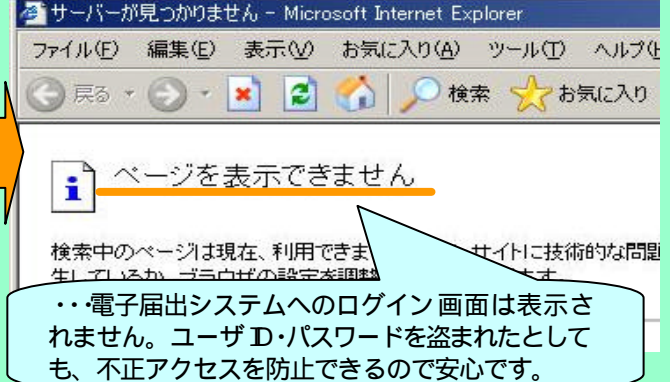 サーバーが見つかりません - Microsoft Internet Explorer
ファイル(F) 編集(E) 表示(V) お気に入り(A) ツール(T) ヘルプ(H
戻る 検索 お気に入り
ページを表示できません
検索中のページは現在、利用できま サイトに技術的な問題
生しているか、ブラウザの設定を調整
・・・電子届出システムへのログイン画面は表示さ
れません。ユーザID・パスワードを盗まれたとして
も、不正アクセスを防止できるので安心です。